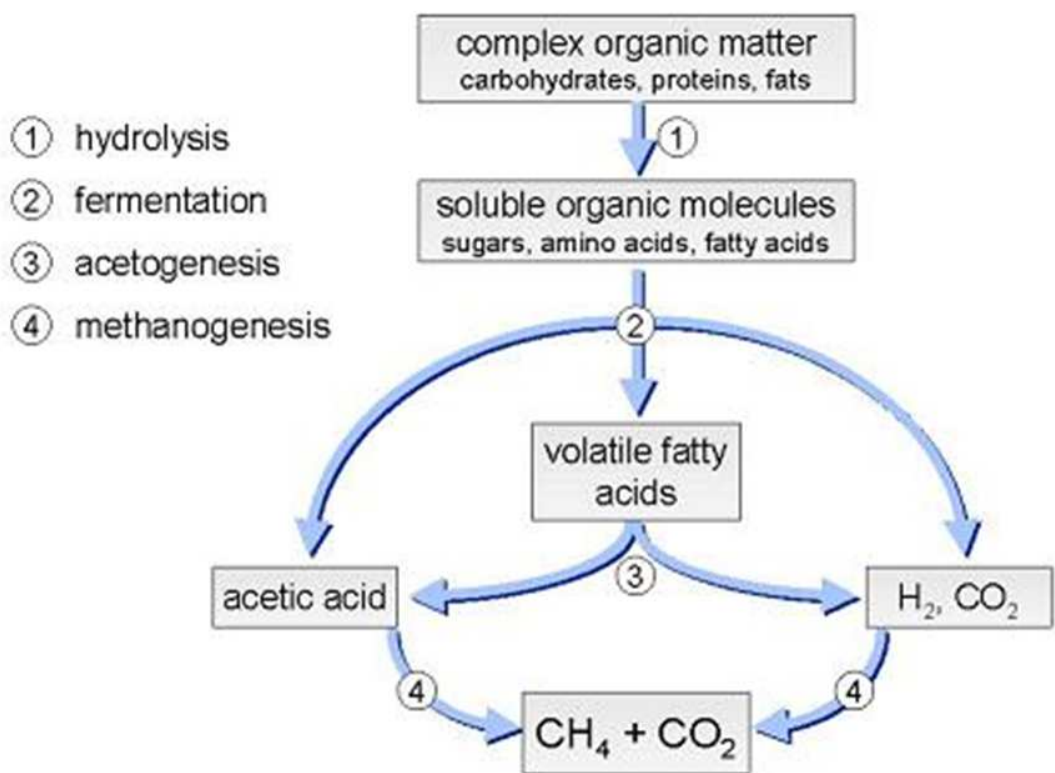 complex organic matter
carbohydrates, proteins, fats
① hydrolysis
① 
② fermentation
soluble organic molecules
sugars, amino acids, fatty acids
③ acetogenesis
④ methanogenesis
②
volatile fatty
acids
③
acetic acid
H₂, CO₂
④
④
CH₄ + CO₂